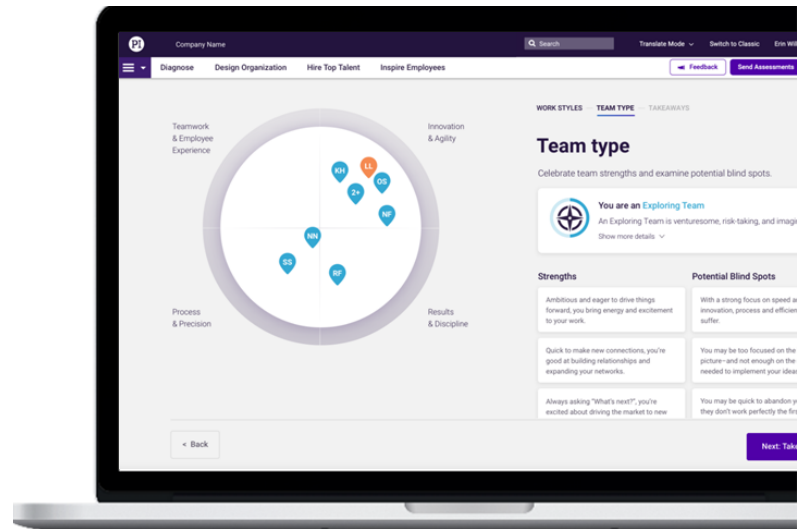 PI
Company Name
Search
Translate Mode
Switch to Classic
Erin Will
Diagnose
Design Organization
Hire Top Talent
Inspire Employees
Feedback
Send Assessments
Teamwork
& Employee
Experience
Innovation
& Agility
KH
LL
OS
2+
NF
NN
SS
RF
Process
& Precision
Results
& Discipline
WORK STYLES
TEAM TYPE
TAKEAWAYS
Team type
Celebrate team strengths and examine potential blind spots.
You are an Exploring Team
An Exploring Team is venturesome, risk-taking, and imagi
Show more details
Strengths
Ambitious and eager to drive things
forward, you bring energy and excitement
to your work.
Quick to make new connections, you're
good at building relationships and
expanding your networks.
Always asking "What's next?", you're
excited about driving the market to new
Potential Blind Spots
With a strong focus on speed a
innovation, process and efficien
suffer.
You may be too focused on the
picture–and not enough on the
needed to implement your ideas
You may be quick to abandon y
they don't work perfectly the firs
< Back
Next: Take